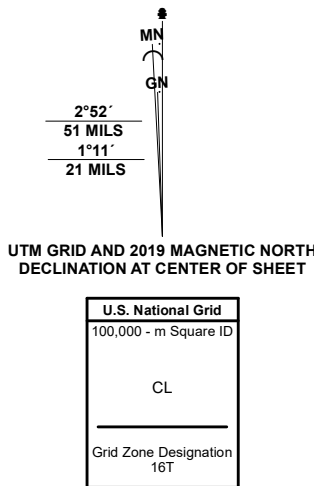 MN
GN
2°52´
51 MILS
1°11´
21 MILS
UTM GRID AND 2019 MAGNETIC NORTH
DECLINATION AT CENTER OF SHEET
U.S. National Grid
100,000 - m Square ID
CL
Grid Zone Designation
16T